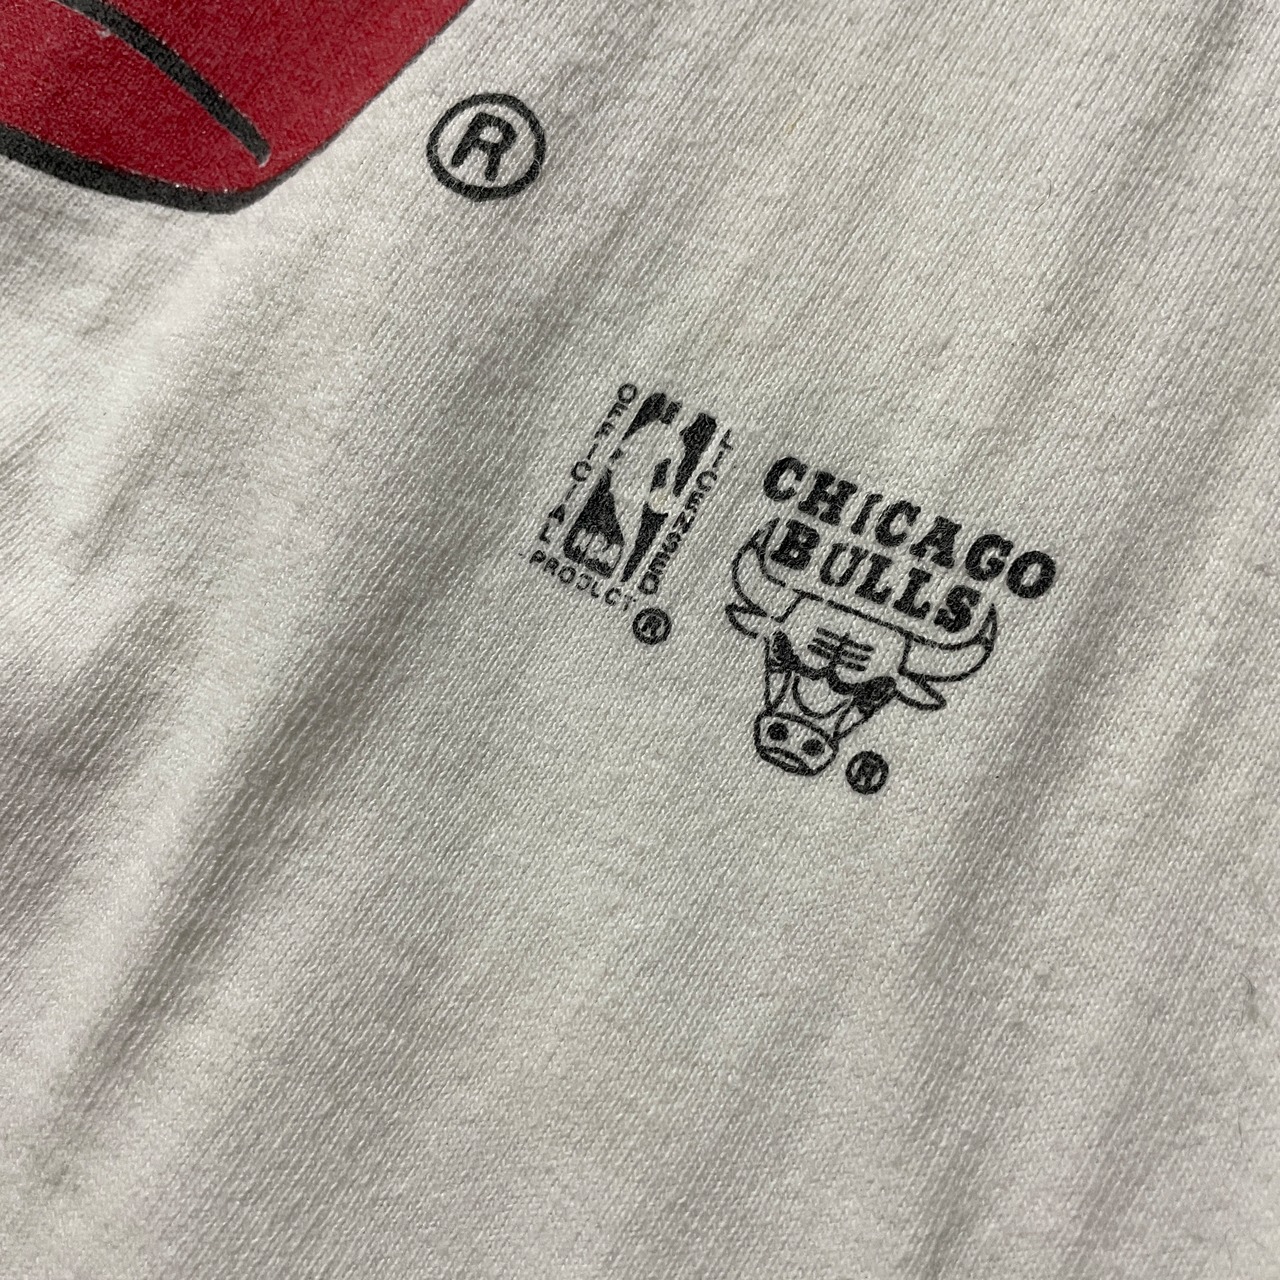 ®
OFFICIAL
LICENSED
PRODUCT
®
CHICAGO
BULLS
®